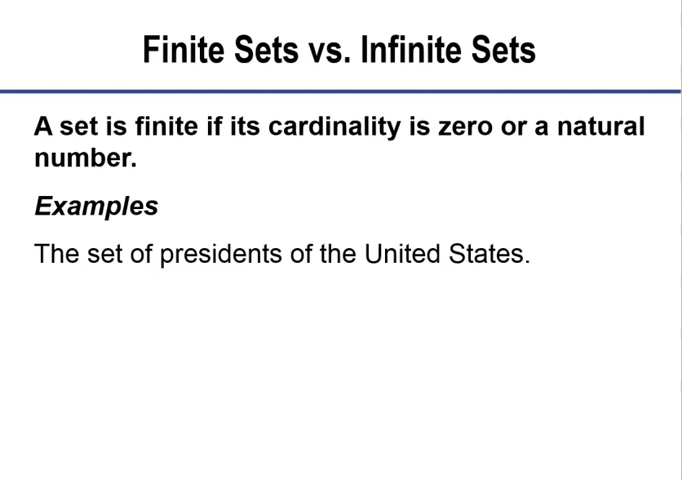 Finite Sets vs. Infinite Sets
A set is finite if its cardinality is zero or a natural
number.
Examples
The set of presidents of the United States.